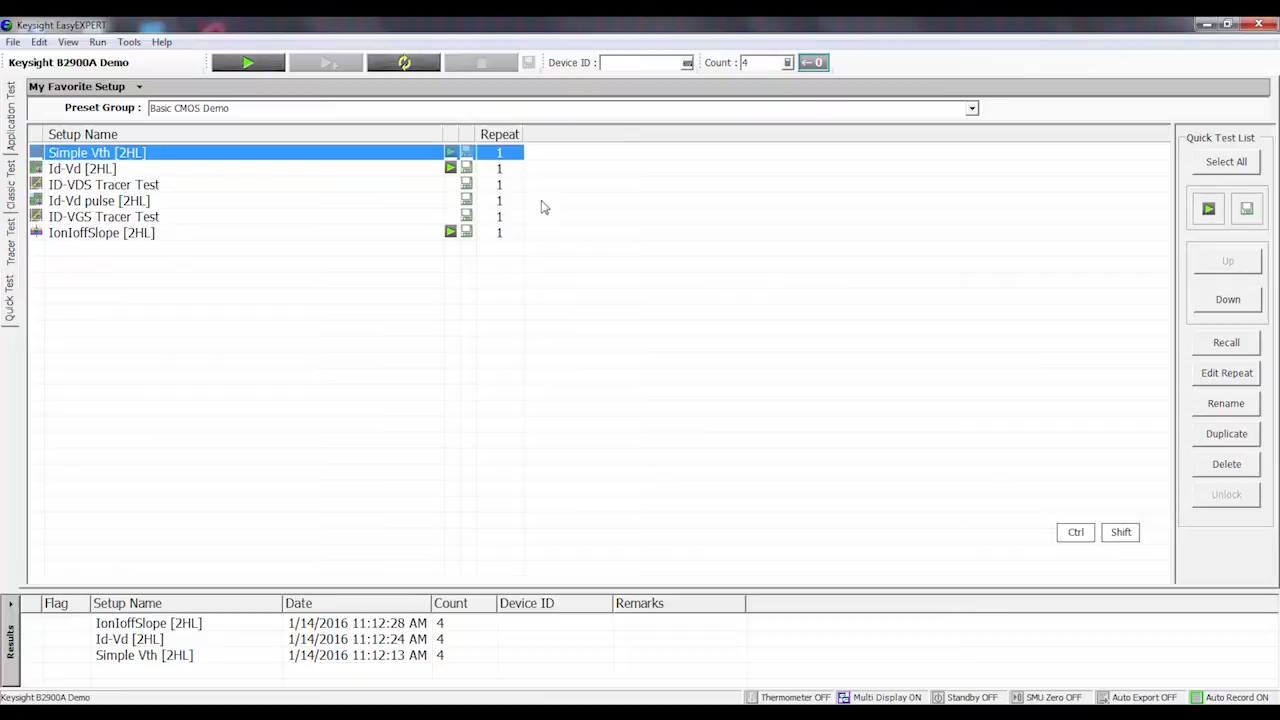 Keysight EasyEXPERT
File Edit View Run Tools Help
Keysight B2900A Demo Device ID : Count : 4 0
My Favorite Setup
Preset Group : Basic CMOS Demo
Application Test
Classic Test
Tracer Test
Quick Test
Setup Name Repeat
Simple Vth [2HL] 1
Id-Vd [2HL] 1
ID-VDS Tracer Test 1
Id-Vd pulse [2HL] 1
ID-VGS Tracer Test 1
IonIoffSlope [2HL] 1
Quick Test List
Select All
Up
Down
Recall
Edit Repeat
Rename
Duplicate
Delete
Unlock
Ctrl Shift
Results
Flag Setup Name Date Count Device ID Remarks
IonIoffSlope [2HL] 1/14/2016 11:12:28 AM 4
Id-Vd [2HL] 1/14/2016 11:12:24 AM 4
Simple Vth [2HL] 1/14/2016 11:12:13 AM 4
Keysight B2900A Demo Thermometer OFF Multi Display ON Standby OFF SMU Zero OFF Auto Export OFF Auto Record ON